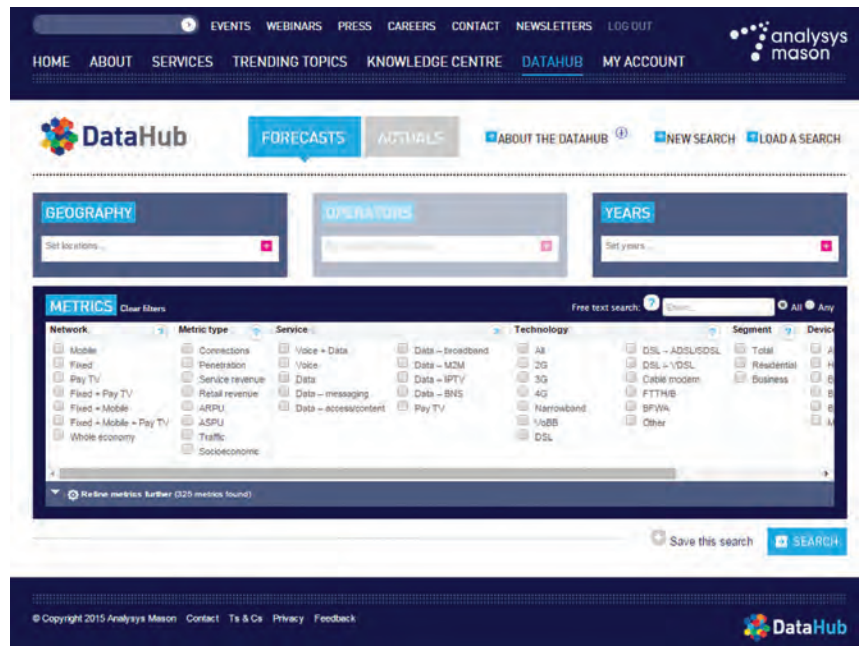 EVENTS WEBINARS PRESS CAREERS CONTACT NEWSLETTERS LOG OUT
analysys mason
HOME ABOUT SERVICES TRENDING TOPICS KNOWLEDGE CENTRE DATAHUB MY ACCOUNT
DataHub FORECASTS ACTUALS ABOUT THE DATAHUB NEW SEARCH LOAD A SEARCH
GEOGRAPHY OPERATORS YEARS
Set locations... Set years...
METRICS Clear filters Free text search: ? All Any
Network ? Metric type ? Service ? Technology ? Segment ? Device
Mobile Connections Voice + Data Data – broadband All DSL – ADSL/SDSL Total A
Fixed Penetration Voice Data – M2M 2G DSL – VDSL Residential H
Pay TV Service revenue Data Data – IPTV 3G Cable modem Business
Fixed + Pay TV Retail revenue Data – messaging Data – BNS 4G FTTH/B
Fixed + Mobile ARPU Data – access/content Pay TV Narrowband BFWA
Fixed + Mobile + Pay TV ASPU VoBB Other
Whole economy Traffic DSL M
Socioeconomic
Refine metrics further (325 metrics found)
Save this search SEARCH
© Copyright 2015 Analysys Mason Contact Ts & Cs Privacy Feedback
DataHub